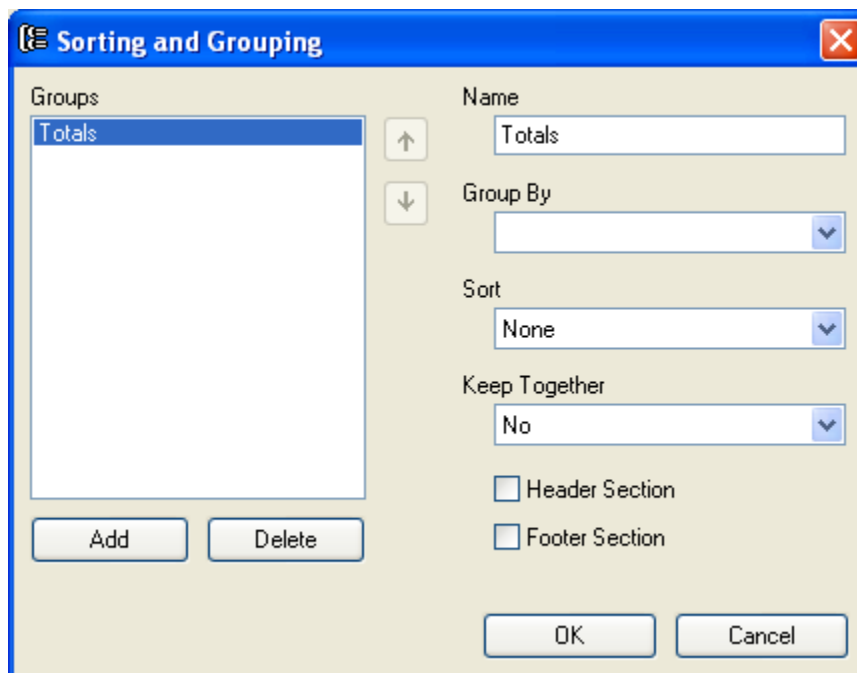 Sorting and Grouping
Groups
Totals
Add
Delete
Name
Totals
Group By
Sort
None
Keep Together
No
Header Section
Footer Section
OK
Cancel